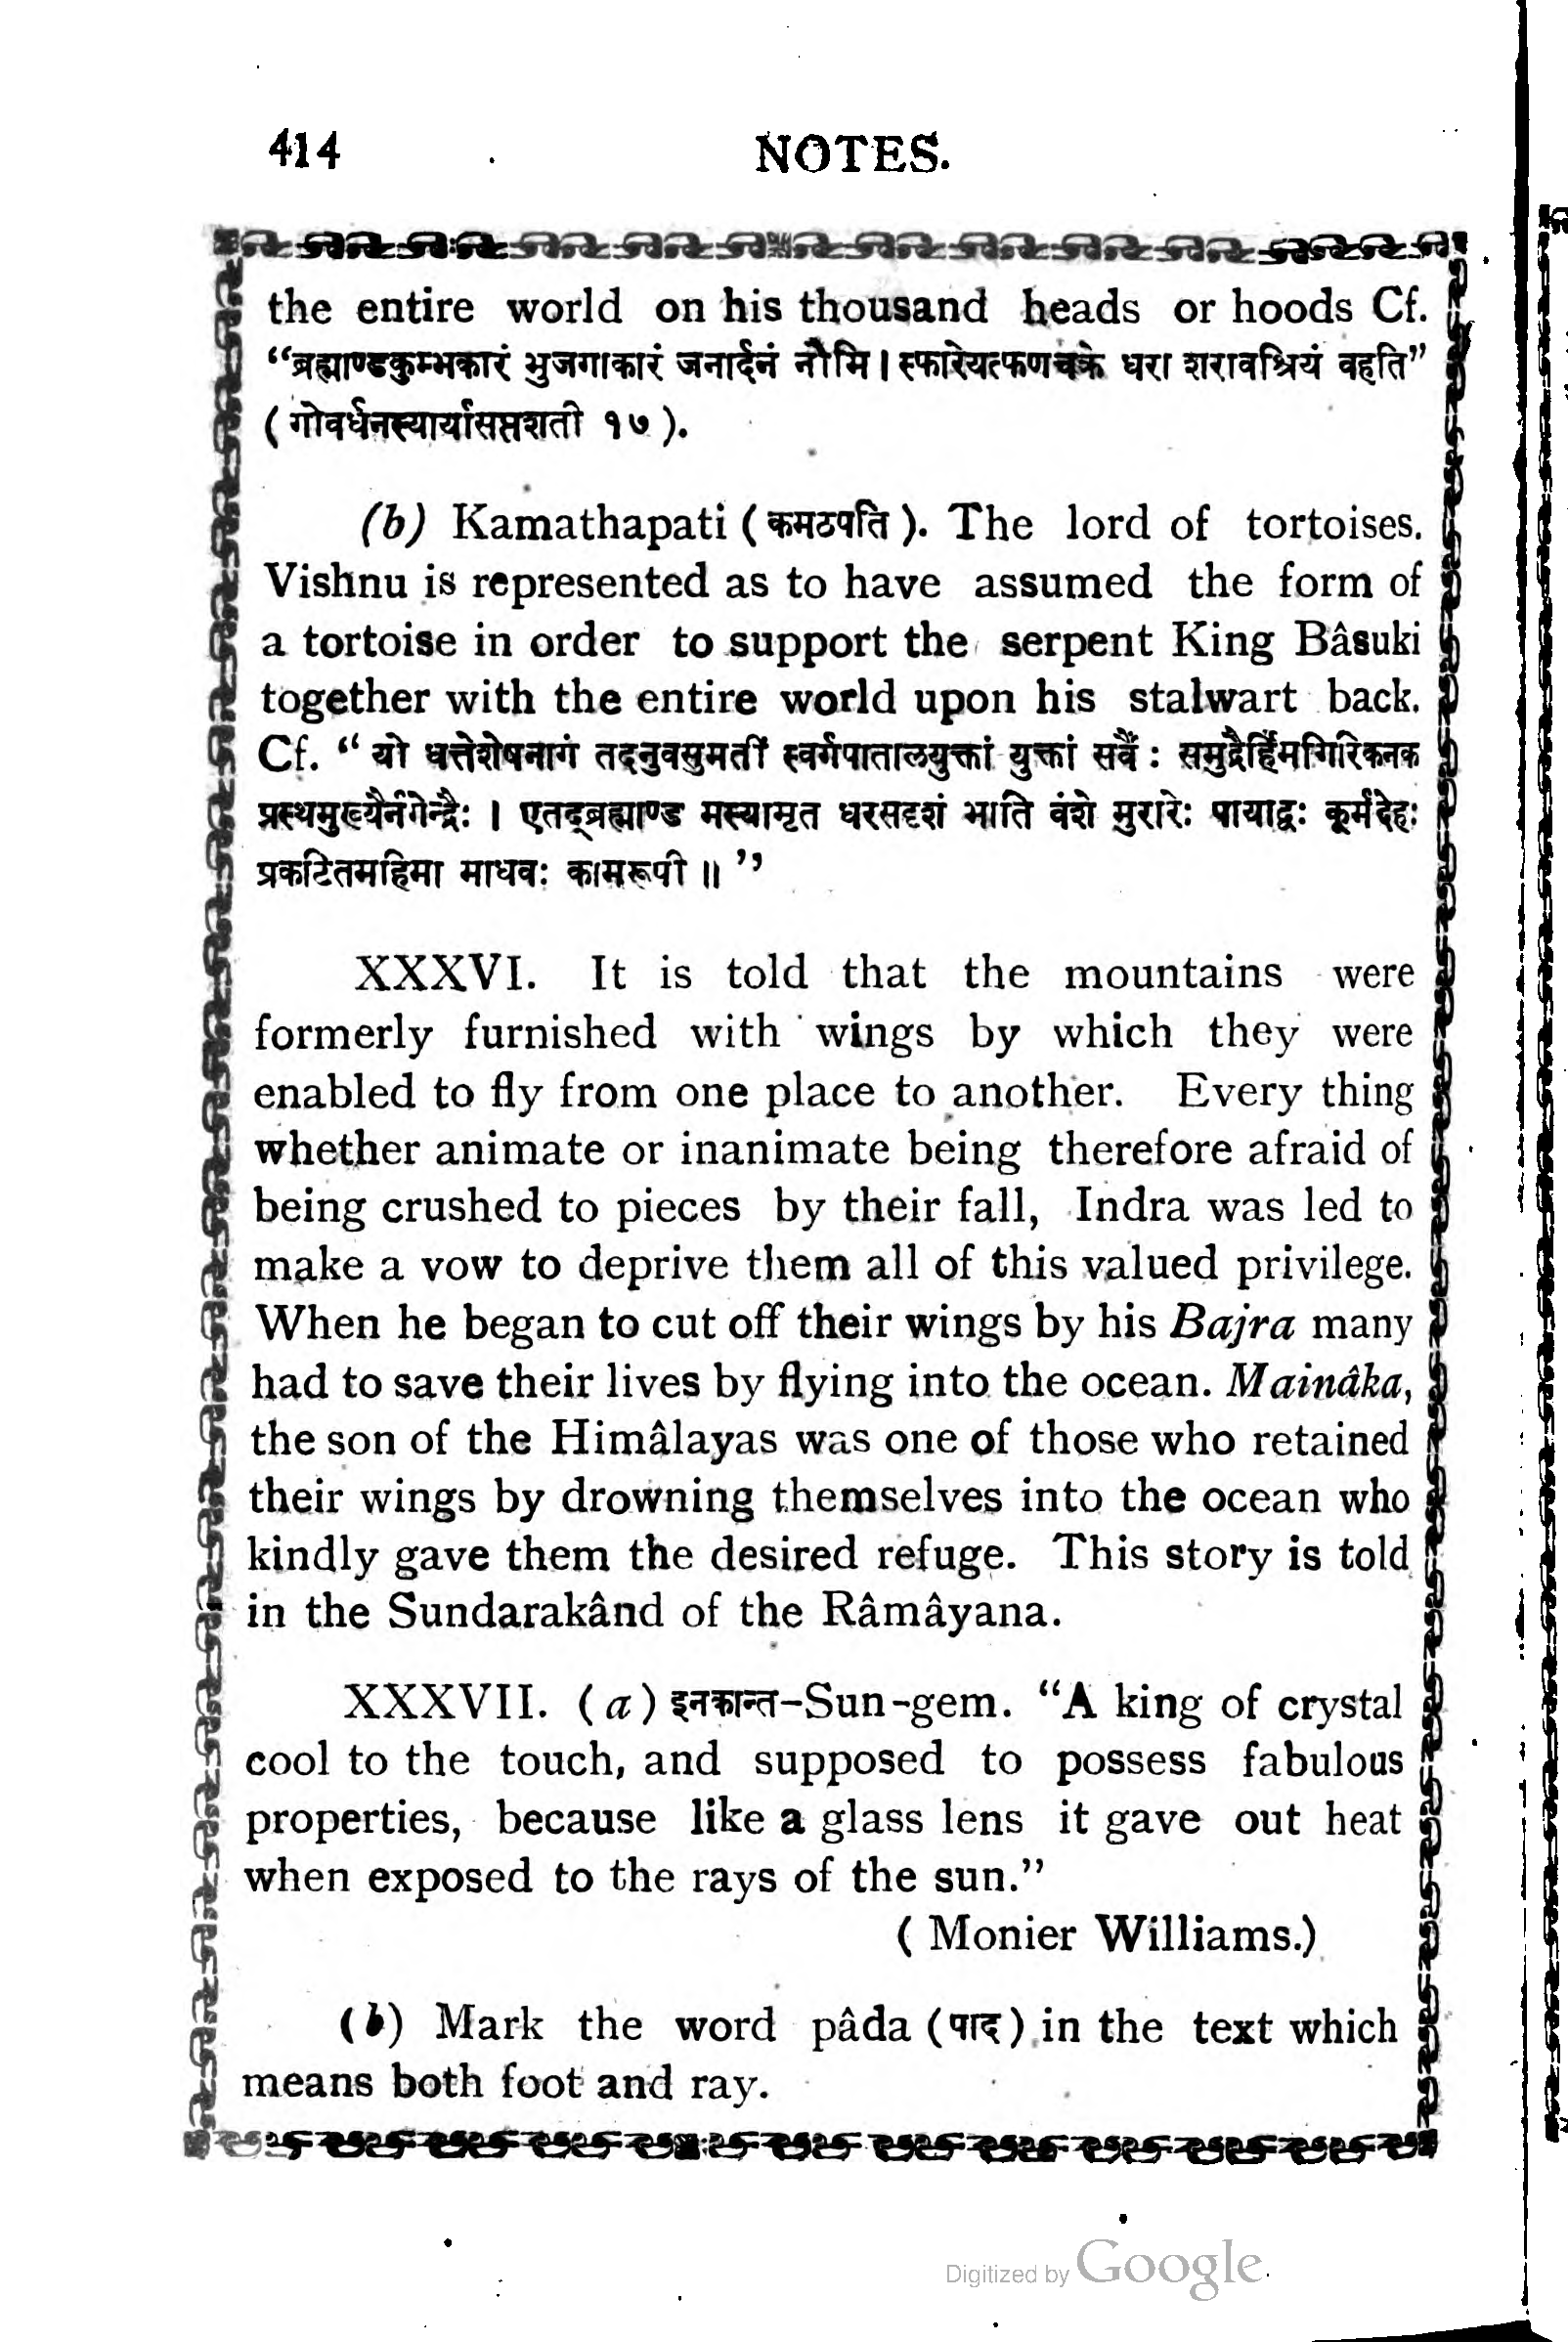 414 NOTES.
the entire world on his thousand heads or hoods Cf.
“ब्रह्माण्डकुम्भकारं भुजगाकारं जनार्दनं नौमि । स्फारेयत्फणचक्रे धरा शरावश्रियं वहति”
( गोवर्धनस्यार्यासप्तशती १७ ).
(b) Kamathapati ( कमठपति ). The lord of tortoises.
Vishnu is represented as to have assumed the form of
a tortoise in order to support the serpent King Bâsuki
together with the entire world upon his stalwart back.
Cf. “ यो धत्तेशेषनागं तदनुवसुमतीं स्वर्गपातालयुक्तां युक्तां सर्वैः समुद्रैर्हिमगिरिकनक
प्रस्थमुख्यैर्नगेन्द्रैः । एतद्ब्रह्माण्ड मस्यामृत धरसदृशं भाति वंशे मुरारेः पायाद्वः कूर्मदेहः
प्रकटितमहिमा माधवः कामरूपी ॥ ”
XXXVI. It is told that the mountains were
formerly furnished with wings by which they were
enabled to fly from one place to another. Every thing
whether animate or inanimate being therefore afraid of
being crushed to pieces by their fall, Indra was led to
make a vow to deprive them all of this valued privilege.
When he began to cut off their wings by his Bajra many
had to save their lives by flying into the ocean. Mainâka,
the son of the Himâlayas was one of those who retained
their wings by drowning themselves into the ocean who
kindly gave them the desired refuge. This story is told
in the Sundarakând of the Râmâyana.
XXXVII. (a) इनकान्त-Sun-gem. “A king of crystal
cool to the touch, and supposed to possess fabulous
properties, because like a glass lens it gave out heat
when exposed to the rays of the sun.”
( Monier Williams.)
(b) Mark the word pâda (पाद) in the text which
means both foot and ray.
Digitized by Google